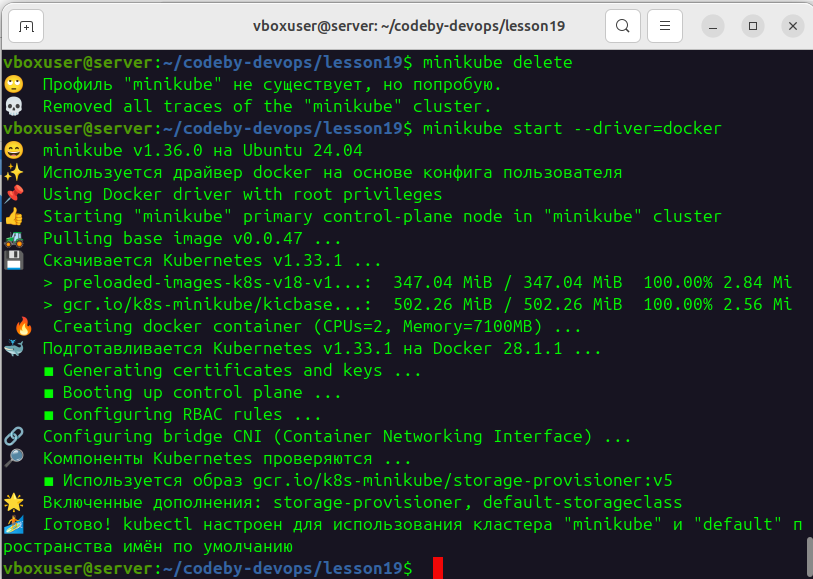 vboxuser@server: ~/codeby-devops/lesson19
vboxuser@server:~/codeby-devops/lesson19$ minikube delete
🙄  Профиль "minikube" не существует, но попробую.
💀  Removed all traces of the "minikube" cluster.
vboxuser@server:~/codeby-devops/lesson19$ minikube start --driver=docker
😄  minikube v1.36.0 на Ubuntu 24.04
✨  Используется драйвер docker на основе конфига пользователя
📌  Using Docker driver with root privileges
👍  Starting "minikube" primary control-plane node in "minikube" cluster
🚜  Pulling base image v0.0.47 ...
💾  Скачивается Kubernetes v1.33.1 ...
    > preloaded-images-k8s-v18-v1...:  347.04 MiB / 347.04 MiB  100.00% 2.84 Mi
    > gcr.io/k8s-minikube/kicbase...:  502.26 MiB / 502.26 MiB  100.00% 2.56 Mi
🔥  Creating docker container (CPUs=2, Memory=7100MB) ...
🐳  Подготавливается Kubernetes v1.33.1 на Docker 28.1.1 ...
    ▪ Generating certificates and keys ...
    ▪ Booting up control plane ...
    ▪ Configuring RBAC rules ...
🔗  Configuring bridge CNI (Container Networking Interface) ...
🔎  Компоненты Kubernetes проверяются ...
    ▪ Используется образ gcr.io/k8s-minikube/storage-provisioner:v5
🌟  Включенные дополнения: storage-provisioner, default-storageclass
🏄  Готово! kubectl настроен для использования кластера "minikube" и "default" п
ространства имён по умолчанию
vboxuser@server:~/codeby-devops/lesson19$